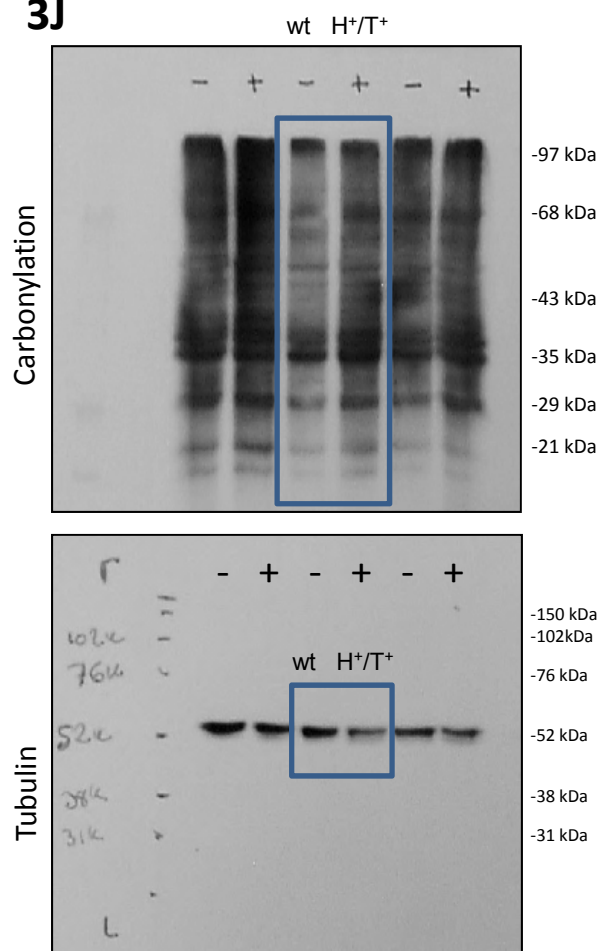 3J
wt H⁺/T⁺
- + - + - +
-97 kDa
-68 kDa
-43 kDa
-35 kDa
-29 kDa
-21 kDa
Carbonylation
Γ - + - + - +
-150 kDa
102K -102kDa
wt H⁺/T⁺
76K -76 kDa
52K -52 kDa
38K -38 kDa
31K -31 kDa
Tubulin
L